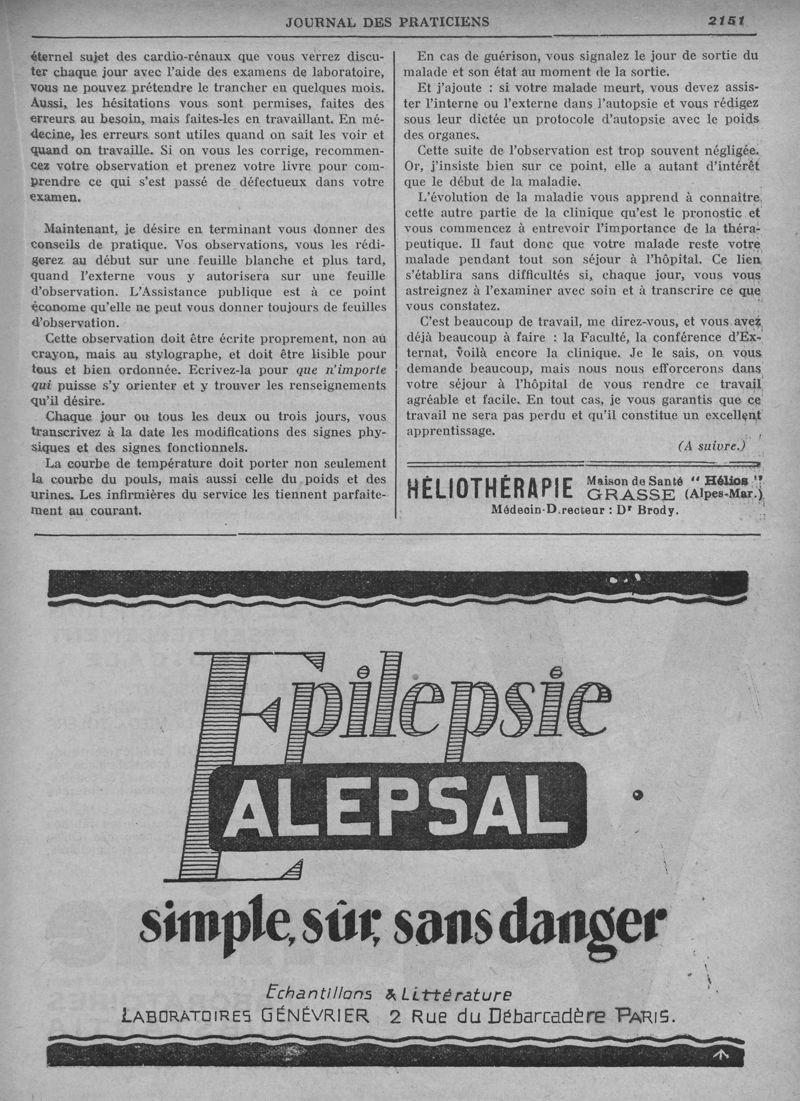 JOURNAL DES PRATICIENS 2151
éternel sujet des cardio-rénaux que vous verrez discu-
ter chaque jour avec l'aide des examens de laboratoire,
vous ne pouvez prétendre le trancher en quelques mois.
Aussi, les hésitations vous sont permises, faites des
erreurs au besoin, mais faites-les en travaillant. En mé-
decine, les erreurs sont utiles quand on sait les voir et
quand on travaille. Si on vous les corrige, recommen-
cez votre observation et prenez votre livre pour com-
prendre ce qui s'est passé de défectueux dans votre
examen.
Maintenant, je désire en terminant vous donner des
conseils de pratique. Vos observations, vous les rédi-
gerez au début sur une feuille blanche et plus tard,
quand l'externe vous y autorisera sur une feuille
d'observation. L'Assistance publique est à ce point
économe qu'elle ne peut vous donner toujours de feuilles
d'observation.
Cette observation doit être écrite proprement, non au
crayon, mais au stylographe, et doit être lisible pour
tous et bien ordonnée. Ecrivez-la pour que n'importe
qui puisse s'y orienter et y trouver les renseignements
qu'il désire.
Chaque jour ou tous les deux ou trois jours, vous
transcrivez à la date les modifications des signes phy-
siques et des signes fonctionnels.
La courbe de température doit porter non seulement
la courbe du pouls, mais aussi celle du poids et des
urines. Les infirmières du service les tiennent parfaite-
ment au courant.
En cas de guérison, vous signalez le jour de sortie du
malade et son état au moment de la sortie.
Et j'ajoute : si votre malade meurt, vous devez assis-
ter l'interne ou l'externe dans l'autopsie et vous rédigez
sous leur dictée un protocole d'autopsie avec le poids
des organes.
Cette suite de l'observation est trop souvent négligée.
Or, j'insiste bien sur ce point, elle a autant d'intérêt
que le début de la maladie.
L'évolution de la maladie vous apprend à connaître
cette autre partie de la clinique qu'est le pronostic et
vous commencez à entrevoir l'importance de la théra-
peutique. Il faut donc que votre malade reste votre
malade pendant tout son séjour à l'hôpital. Ce lien
s'établira sans difficultés si, chaque jour, vous vous
astreignez à l'examiner avec soin et à transcrire ce que
vous constatez.
C'est beaucoup de travail, me direz-vous, et vous avez
déjà beaucoup à faire : la Faculté, la conférence d'Ex-
ternat, voilà encore la clinique. Je le sais, on vous
demande beaucoup, mais nous nous efforcerons dans
votre séjour à l'hôpital de vous rendre ce travail
agréable et facile. En tout cas, je vous garantis que ce
travail ne sera pas perdu et qu'il constitue un excellent
apprentissage.
(A suivre.)
HÉLIOTHÉRAPIE Maison de Santé "Hélios"
GRASSE (Alpes-Mar.)
Médecin-D.recteur : Dr Brody.
Epilepsie
ALEPSAL
simple, sûr, sans danger
Echantillons & Littérature
LABORATOIRES GÉNÉVRIER 2 Rue du Débarcadère PARIS.